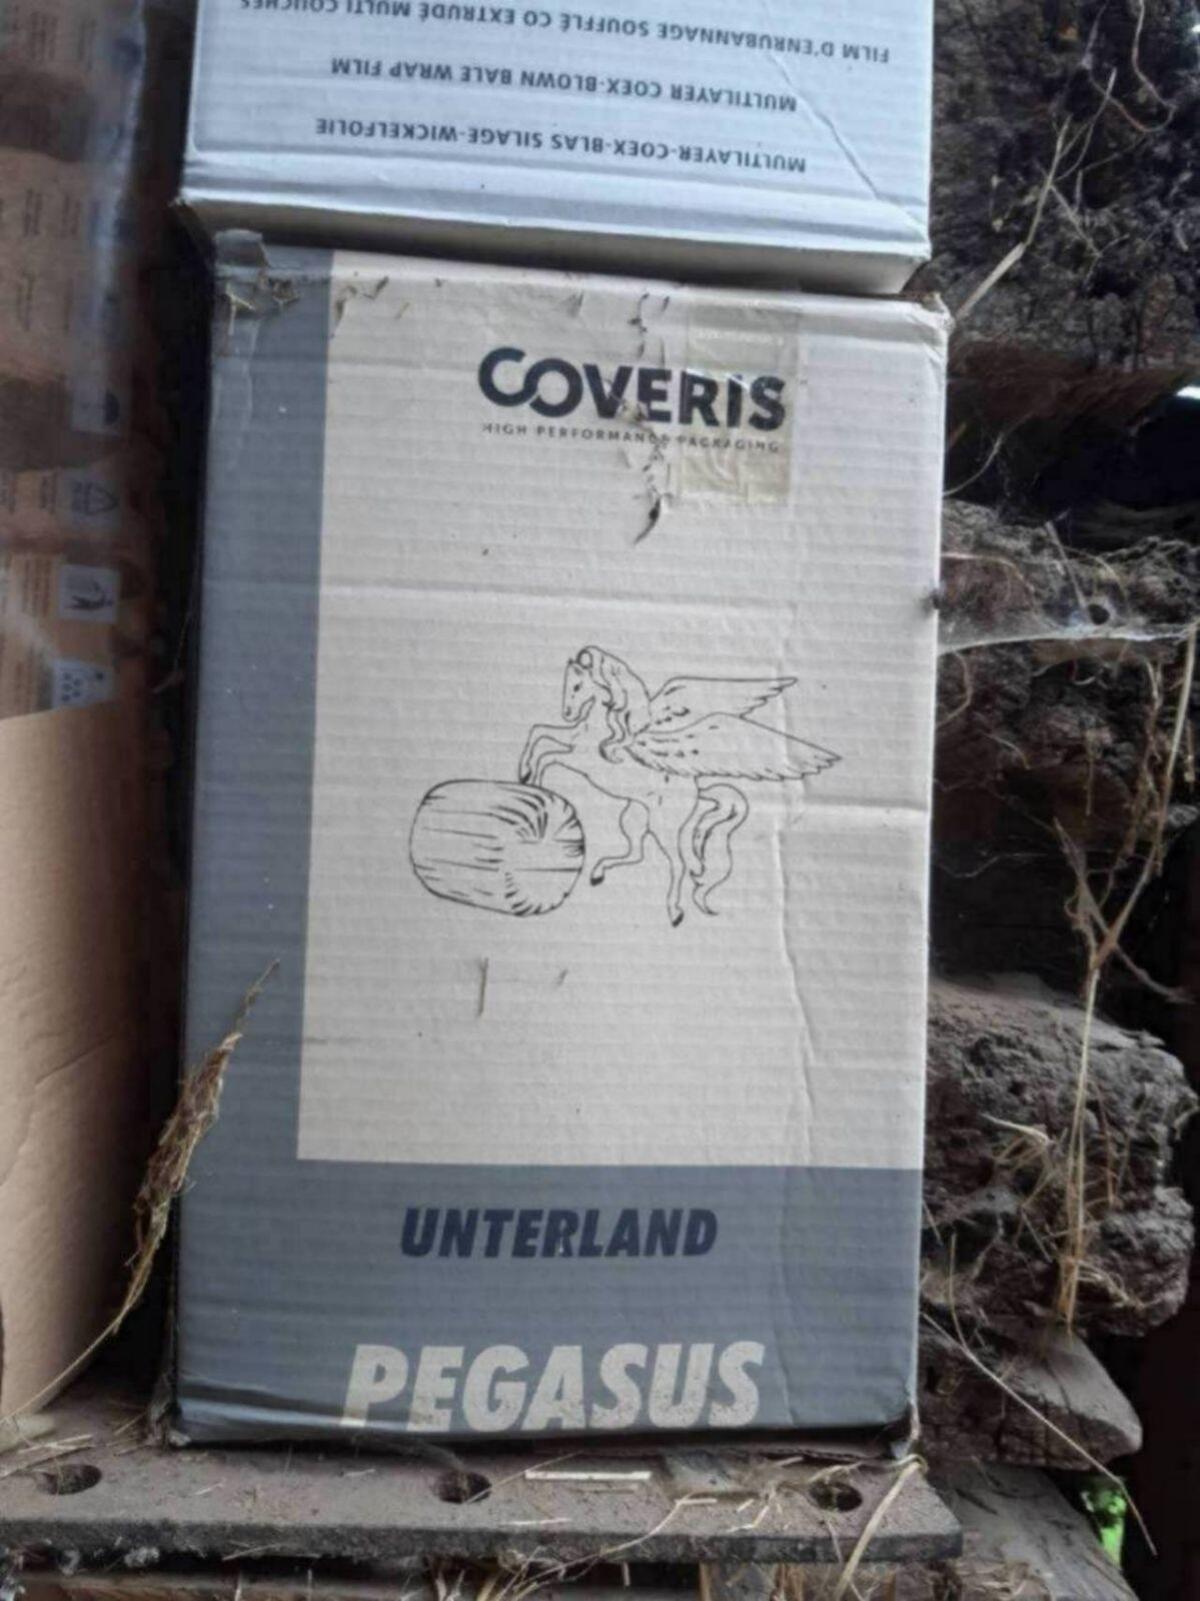 FILM D'ENRUBANNAGE SOUFFLÉ CO EXTRUDÉ MULTI COUCHES
MULTILAYER COEX-BLOWN BALE WRAP FILM
MULTILAYER-COEX-BLAS SILAGE-WICKELFOLIE
COVERIS
HIGH PERFORMANCE PACKAGING
UNTERLAND
PEGASUS